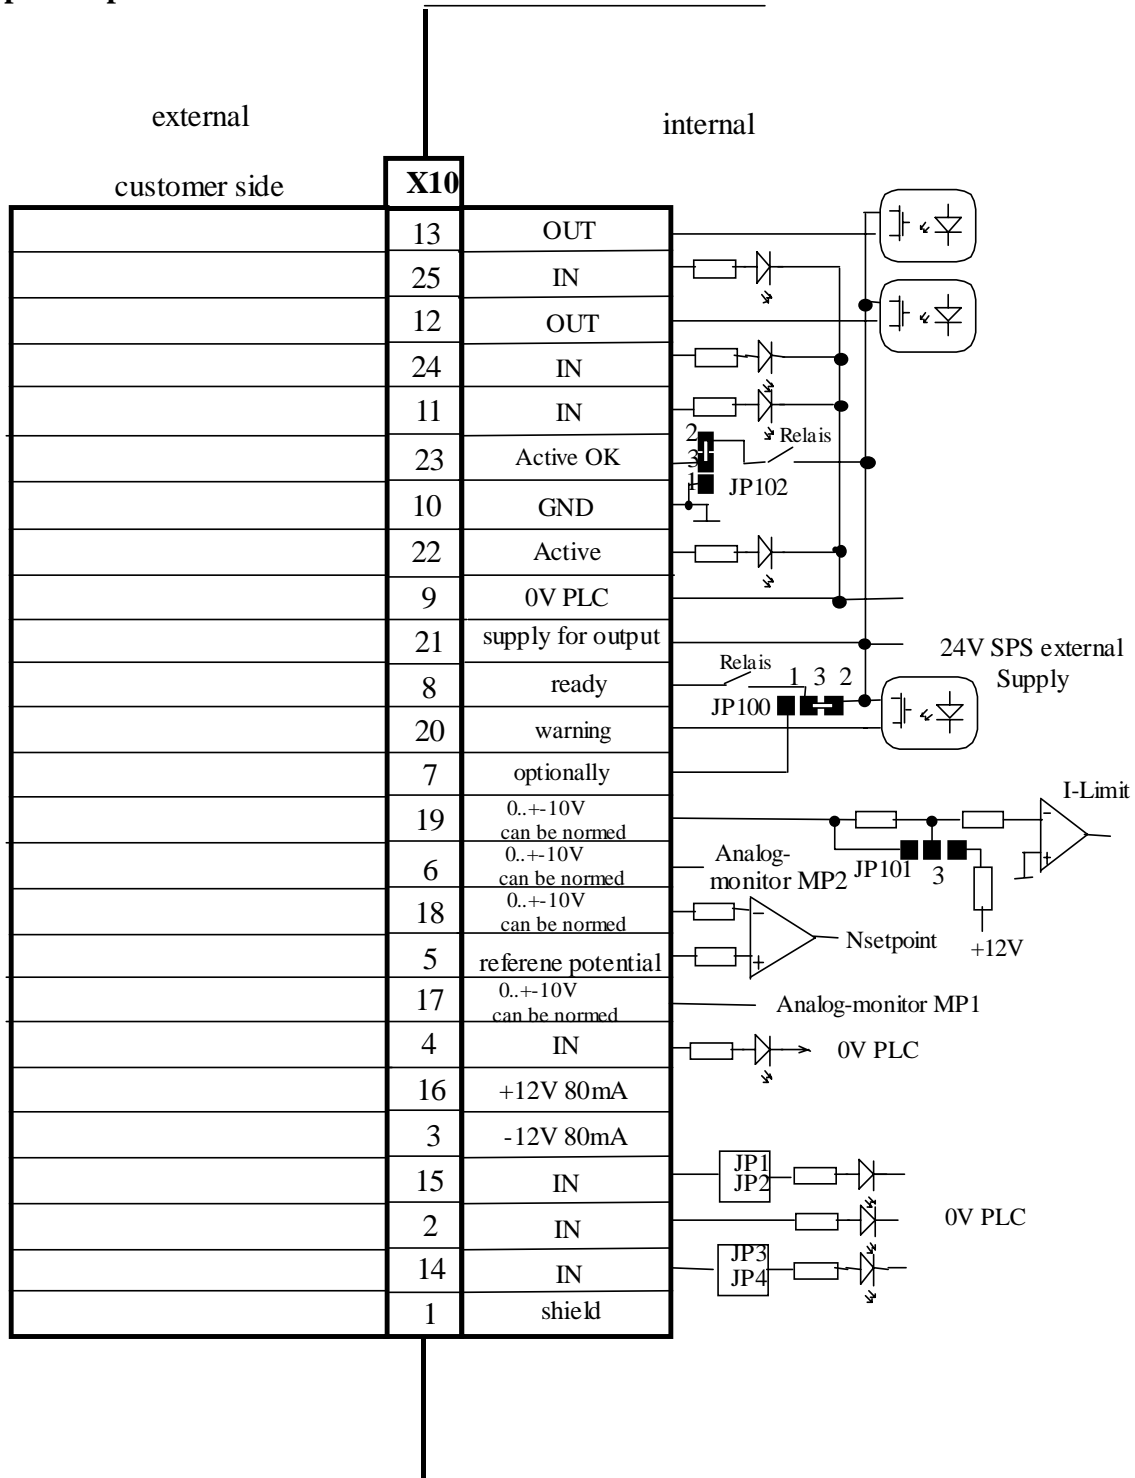 external
internal
customer side
X10
13 OUT
25 IN
12 OUT
24 IN
11 IN
23 Active OK
2
3
1
Relais
JP102
10 GND
22 Active
9 0V PLC
21 supply for output
24V SPS external
Supply
8 ready
Relais
1 3 2
JP100
20 warning
7 optionally
19 0..+-10V
can be normed
I-Limit
-
+
JP101 3
+12V
6 0..+-10V
can be normed
Analog-
monitor MP2
18 0..+-10V
can be normed
-
+
Nsetpoint
5 referene potential
17 0..+-10V
can be normed
Analog-monitor MP1
4 IN
0V PLC
16 +12V 80mA
3 -12V 80mA
15 IN
JP1
JP2
2 IN
0V PLC
14 IN
JP3
JP4
1 shield